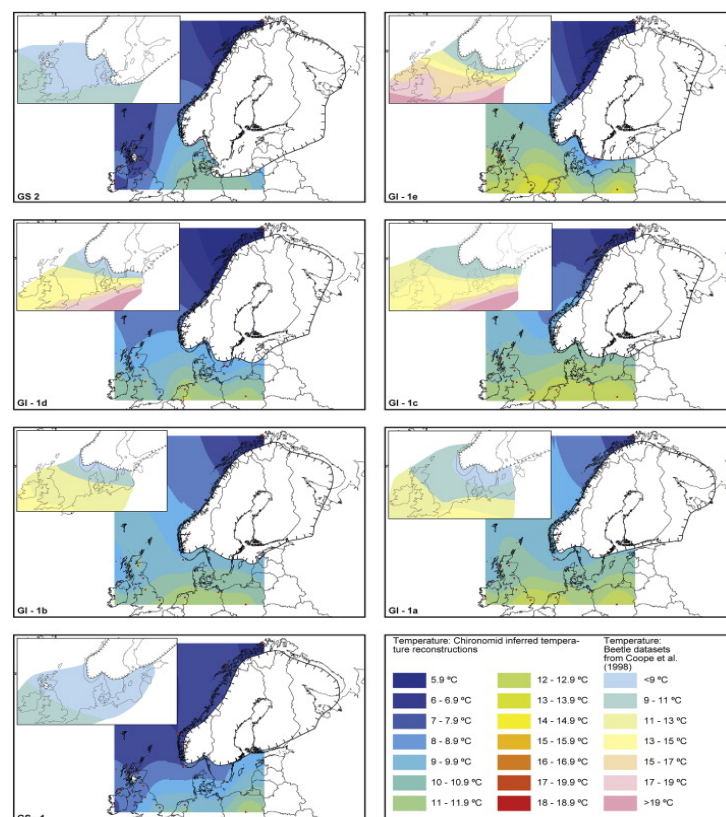 GS 2
GI - 1e
GI - 1d
GI - 1c
GI - 1b
GI - 1a
Temperature: Chironomid inferred tempera-
ture reconstructions
5.9 ºC
6 - 6.9 ºC
7 - 7.9 ºC
8 - 8.9 ºC
9 - 9.9 ºC
10 - 10.9 ºC
11 - 11.9 ºC
12 - 12.9 ºC
13 - 13.9 ºC
14 - 14.9 ºC
15 - 15.9 ºC
16 - 16.9 ºC
17 - 19.9 ºC
18 - 18.9 ºC
Temperature:
Beetle datasets
from Coope et al.
(1998)
<9 ºC
9 - 11 ºC
11 - 13 ºC
13 - 15 ºC
15 - 17 ºC
17 - 19 ºC
>19 ºC